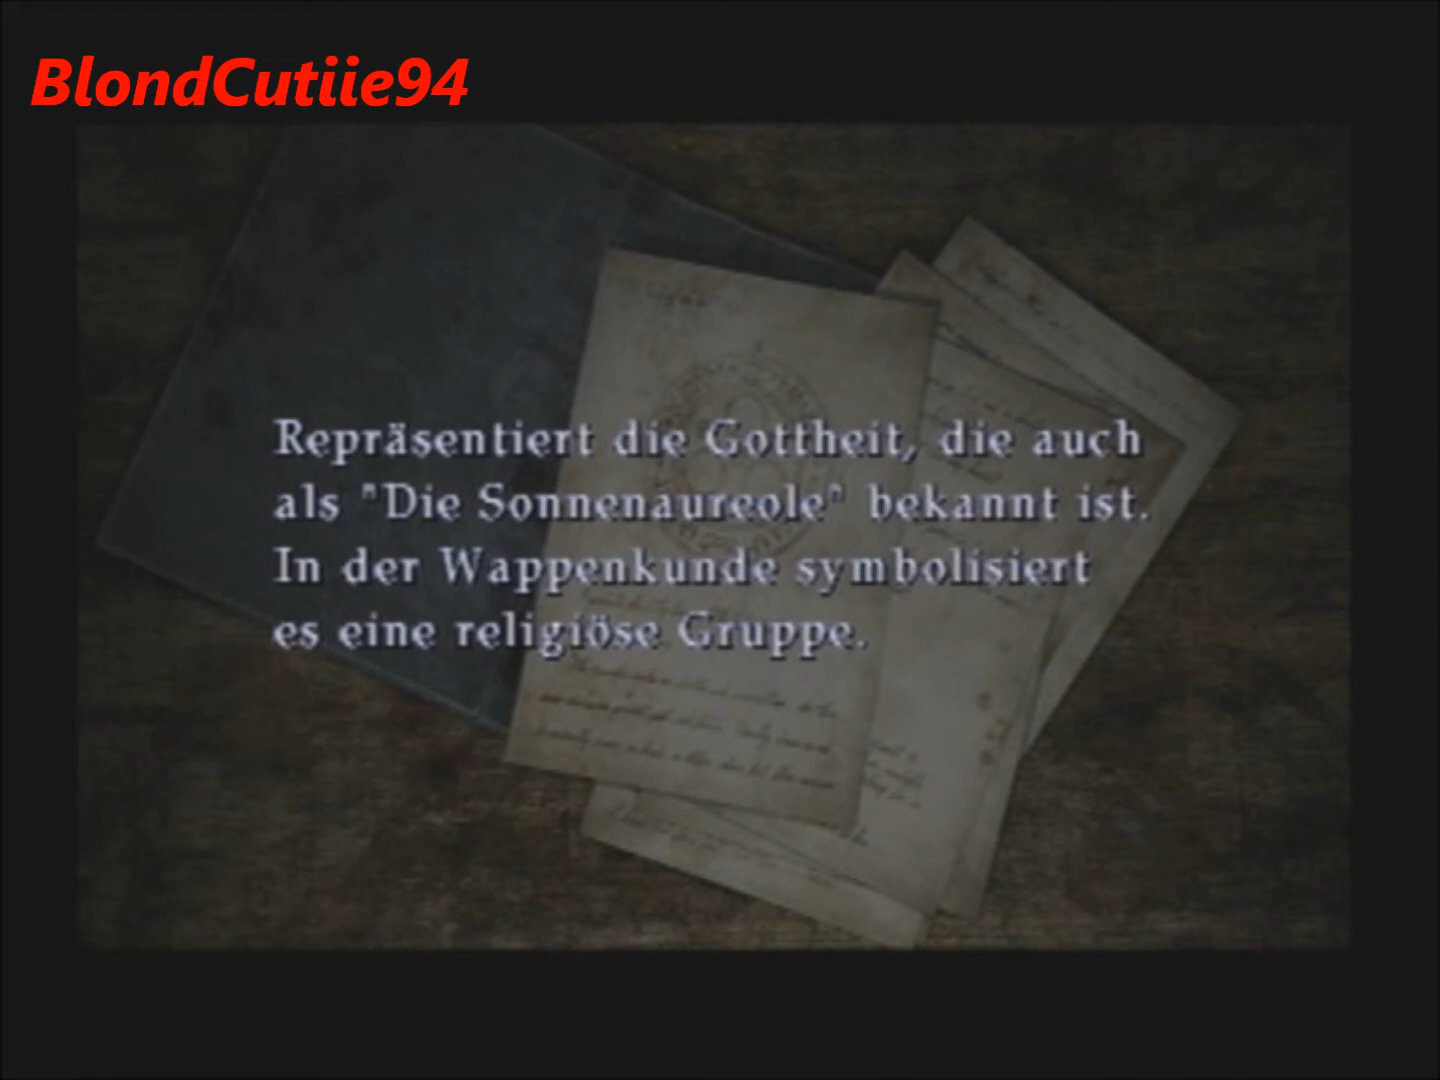 BlondCutiie94
Repräsentiert die Gottheit, die auch
als "Die Sonnenaureole" bekannt ist.
In der Wappenkunde symbolisiert
es eine religiöse Gruppe.